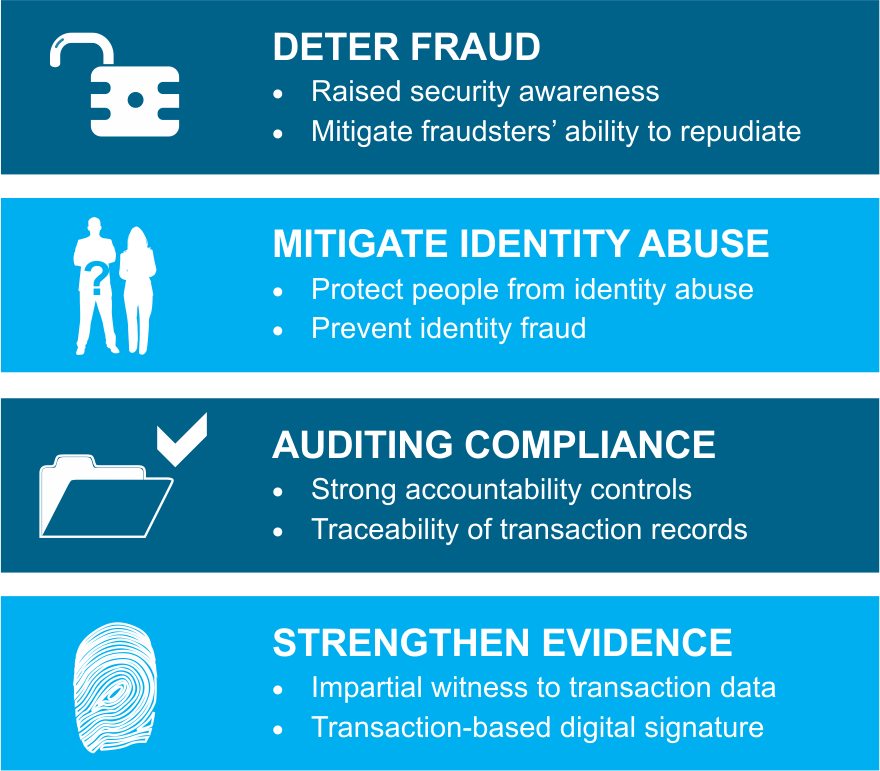 DETER FRAUD
• Raised security awareness
• Mitigate fraudsters’ ability to repudiate
?
MITIGATE IDENTITY ABUSE
• Protect people from identity abuse
• Prevent identity fraud
AUDITING COMPLIANCE
• Strong accountability controls
• Traceability of transaction records
STRENGTHEN EVIDENCE
• Impartial witness to transaction data
• Transaction-based digital signature